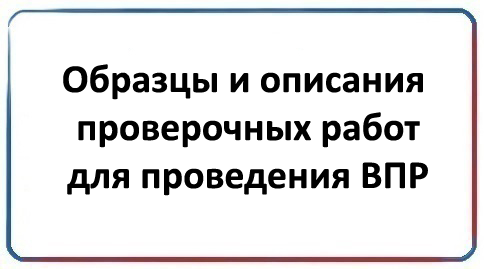 Образцы и описания
проверочных работ
для проведения ВПР